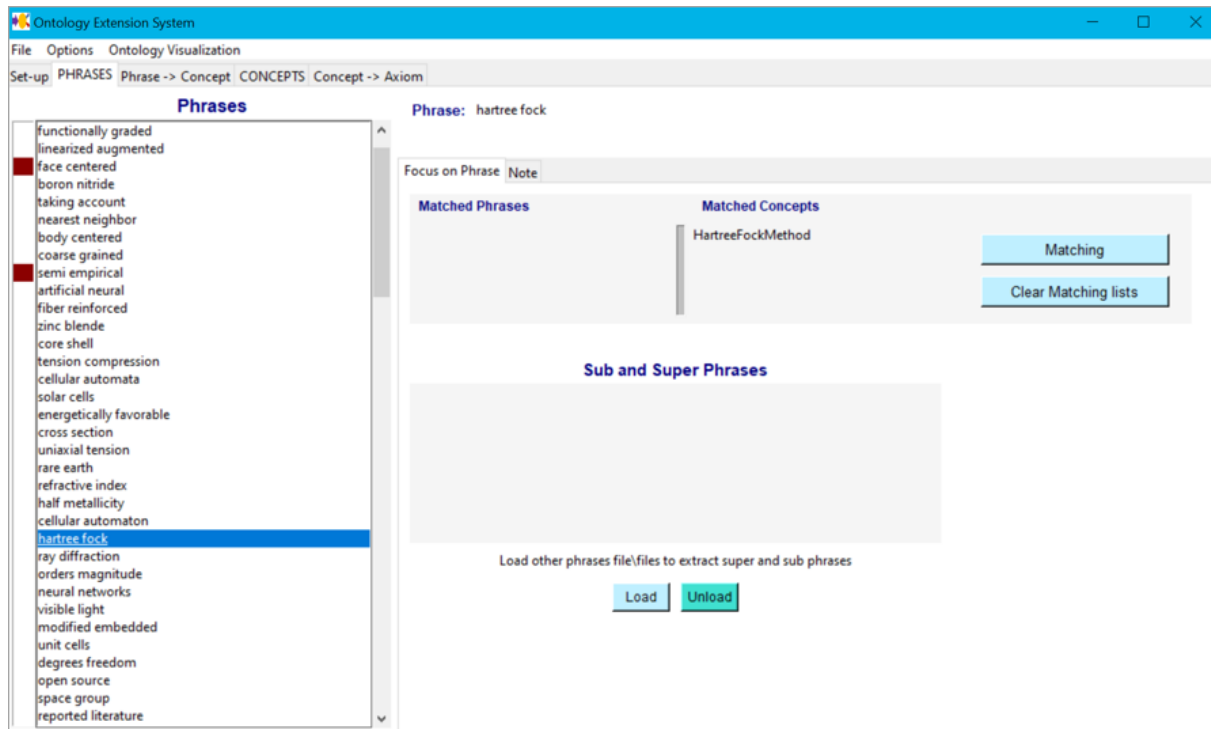 Ontology Extension System
File Options Ontology Visualization
Set-up PHRASES Phrase -> Concept CONCEPTS Concept -> Axiom
Phrases
functionally graded
linearized augmented
face centered
boron nitride
taking account
nearest neighbor
body centered
coarse grained
semi empirical
artificial neural
fiber reinforced
zinc blende
core shell
tension compression
cellular automata
solar cells
energetically favorable
cross section
uniaxial tension
rare earth
refractive index
half metallicity
cellular automaton
hartree fock
ray diffraction
orders magnitude
neural networks
visible light
modified embedded
unit cells
degrees freedom
open source
space group
reported literature
Phrase: hartree fock
Focus on Phrase Note
Matched Phrases Matched Concepts
HartreeFockMethod
Matching
Clear Matching lists
Sub and Super Phrases
Load other phrases file\files to extract super and sub phrases
Load Unload